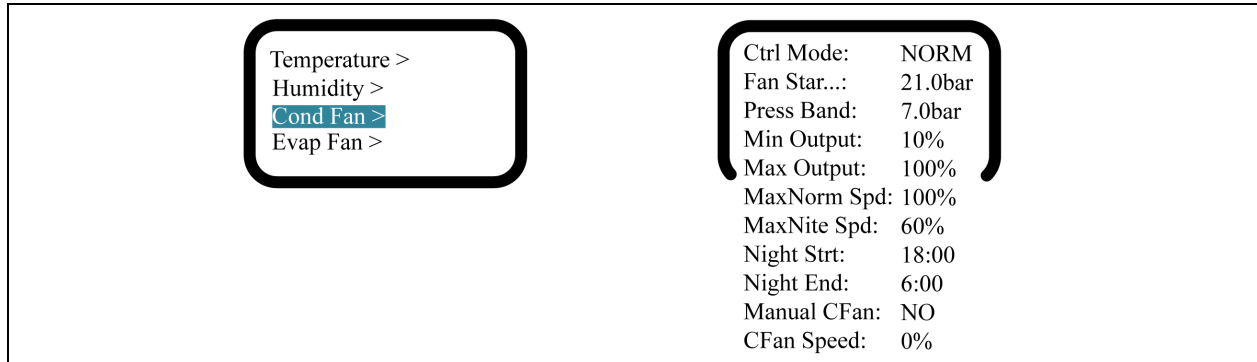 Temperature >
Humidity >
Cond Fan >
Evap Fan >
Ctrl Mode: NORM
Fan Star...: 21.0bar
Press Band: 7.0bar
Min Output: 10%
Max Output: 100%
MaxNorm Spd: 100%
MaxNite Spd: 60%
Night Strt: 18:00
Night End: 6:00
Manual CFan: NO
CFan Speed: 0%